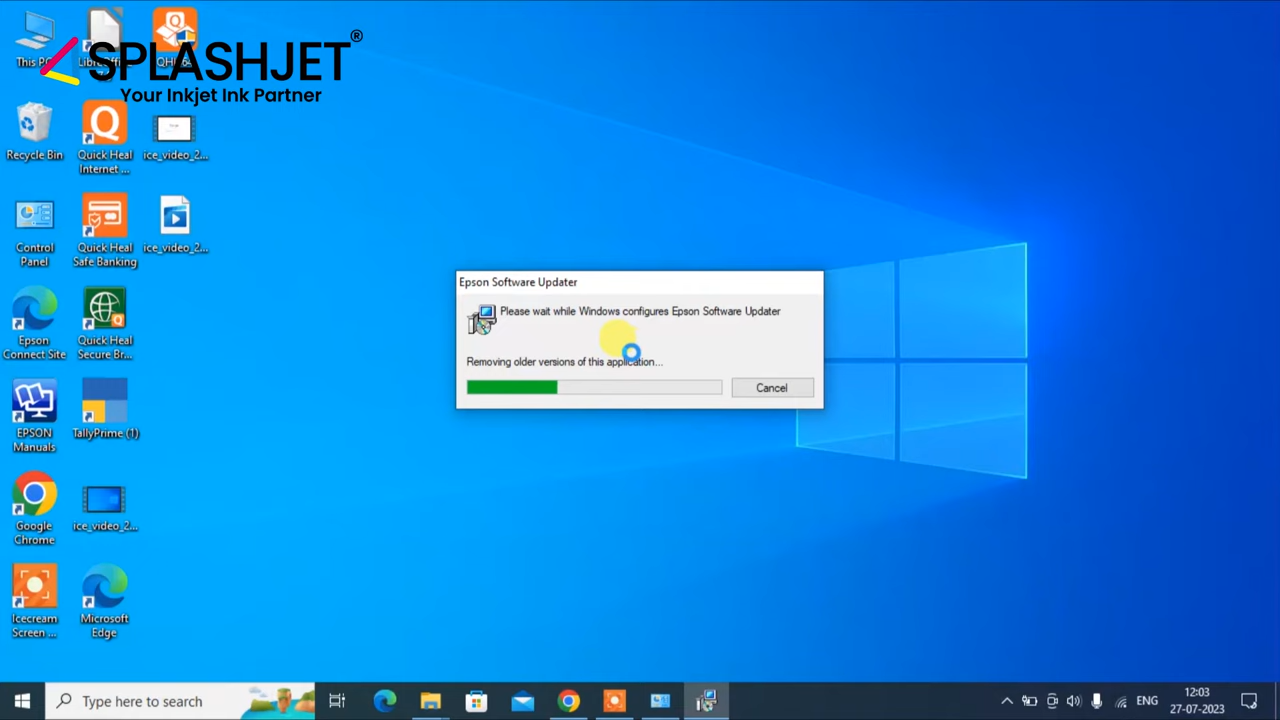 This PC
SPLASHJET®
Your Inkjet Ink Partner
Recycle Bin
Quick Heal
Internet ...
ice_video_2...
Control
Panel
Quick Heal
Safe Banking
ice_video_2...
Epson
Connect Site
Quick Heal
Secure Br...
EPSON
Manuals
TallyPrime (1)
Google
Chrome
ice_video_2...
Icecream
Screen ...
Microsoft
Edge
Epson Software Updater
Please wait while Windows configures Epson Software Updater
Removing older versions of this application...
Cancel
Type here to search
ENG
12:03
27-07-2023